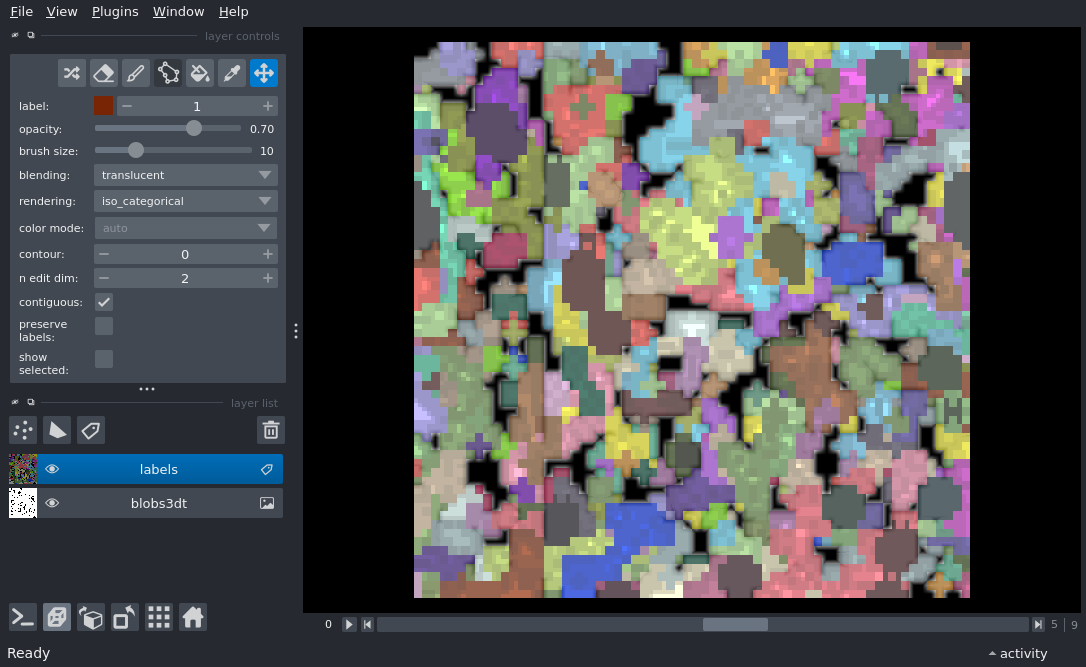 File View Plugins Window Help
layer controls
label: 1
opacity: 0.70
brush size: 10
blending: translucent
rendering: iso_categorical
color mode: auto
contour: 0
n edit dim: 2
contiguous:
preserve
labels:
show
selected:
layer list
labels
blobs3dt
0 5 9
Ready activity